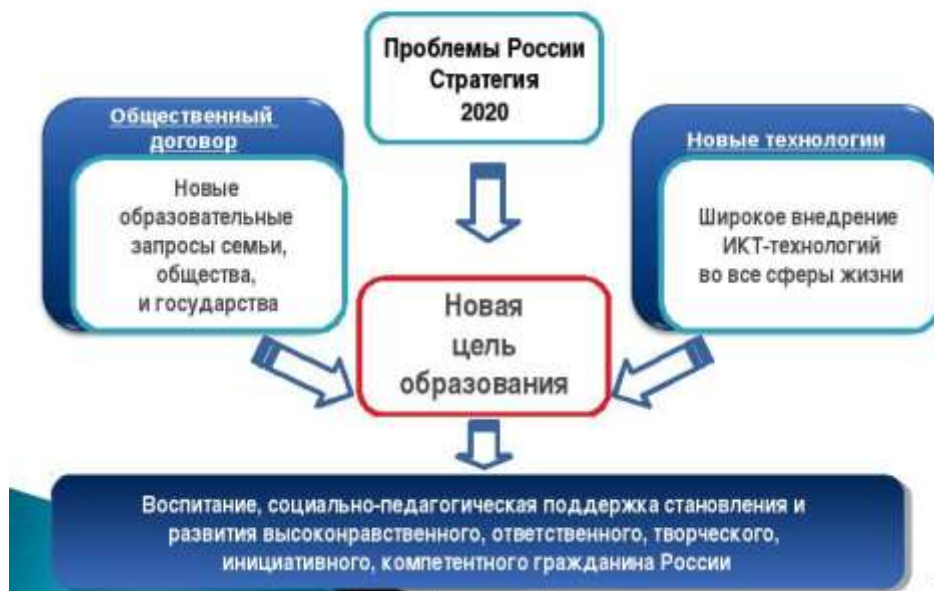 Проблемы России
Стратегия
2020
Общественный
договор
Новые
образовательные
запросы семьи,
общества,
и государства
Новые технологии
Широкое внедрение
ИКТ-технологий
во все сферы жизни
Новая
цель
образования
Воспитание, социально-педагогическая поддержка становления и
развития высоконравственного, ответственного, творческого,
инициативного, компетентного гражданина России